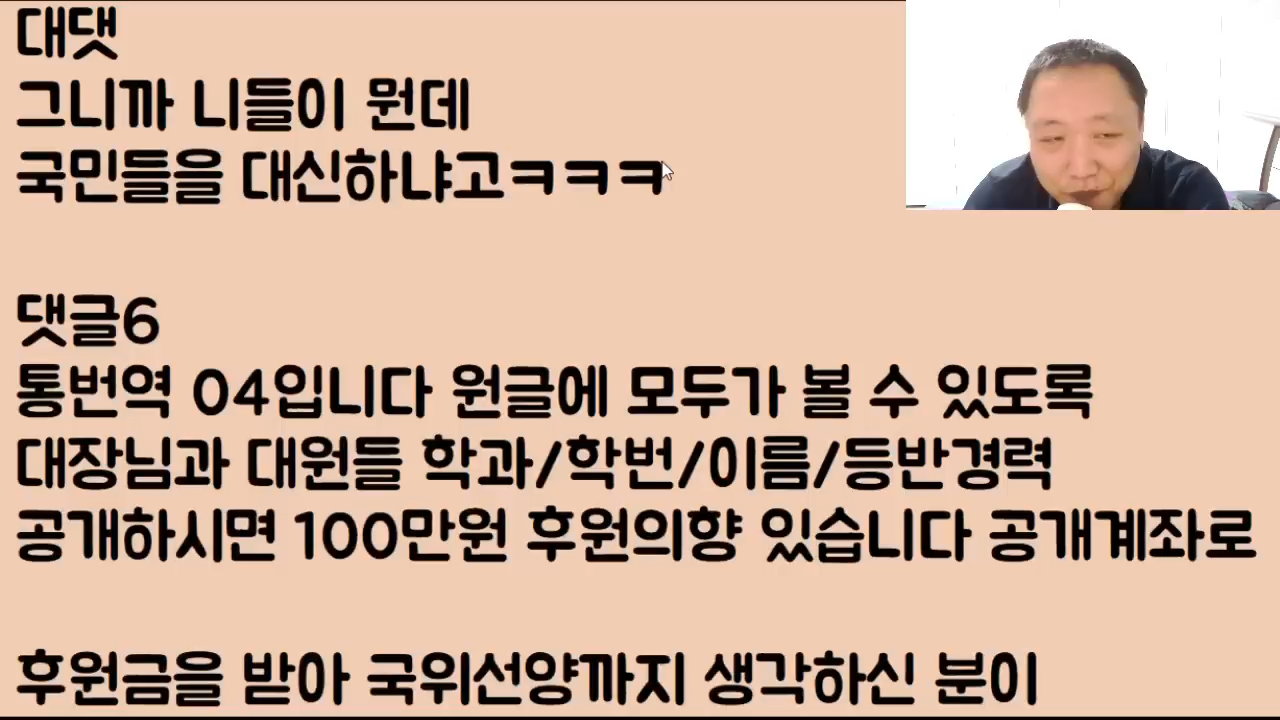 대댓
그니까 니들이 뭔데
국민들을 대신하냐고ㅋㅋㅋ
댓글6
통번역 04입니다 원글에 모두가 볼 수 있도록
대장님과 대원들 학과/학번/이름/등반경력
공개하시면 100만원 후원의향 있습니다 공개계좌로
후원금을 받아 국위선양까지 생각하신 분이